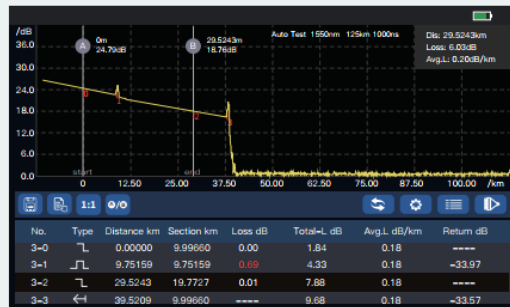 /dB
36.0
30.0
24.0
18.0
12.0
6.0
0.0
A 0m
24.79dB
B 29.5243m
18.76dB
Auto Test 1550nm 125km 1000ns
Dis: 29.5243km
Loss: 6.03dB
Avg.L: 0.20dB/km
0
1
2
3
start
end
0 12.50 25.00 37.50 50.00 62.50 75.00 87.50 100.00 /km
1:1
No. Type Distance km Section km Loss dB Total-L dB Avg.L dB/km Return dB
3-0 0.00000 9.99660 0.00 1.84 0.18 ----
3-1 9.75159 9.75159 0.69 4.33 0.18 -33.97
3-2 29.5243 19.7727 0.01 7.88 0.18 ----
3-3 39.5209 9.99660 ---- 9.68 0.18 -33.57